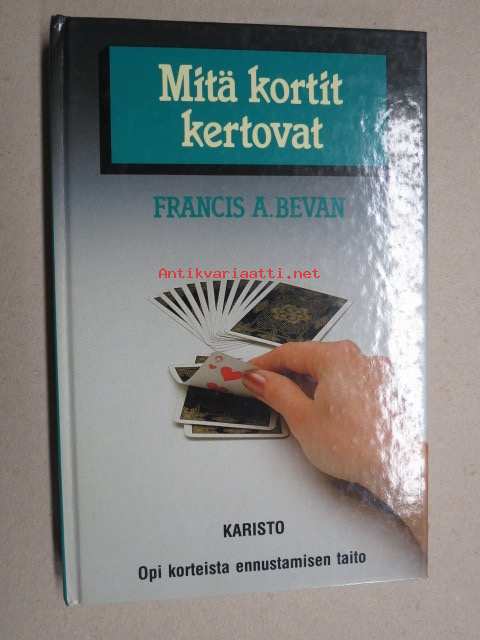 Mitä kortit
kertovat
FRANCIS A. BEVAN
Antikvariaatti.net
KARISTO
Opi korteista ennustamisen taito